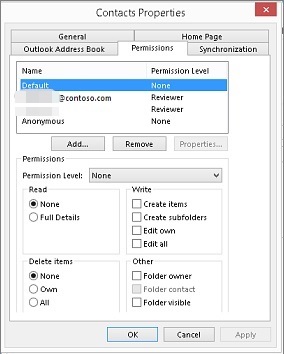 Contacts Properties
General Home Page
Outlook Address Book Permissions Synchronization
Name Permission Level
Default None
@contoso.com Reviewer
Reviewer
Anonymous None
Add... Remove Properties...
Permissions
Permission Level: None
Read Write
None Create items
Full Details Create subfolders
Edit own
Edit all
Delete items Other
None Folder owner
Own Folder contact
All Folder visible
OK Cancel Apply